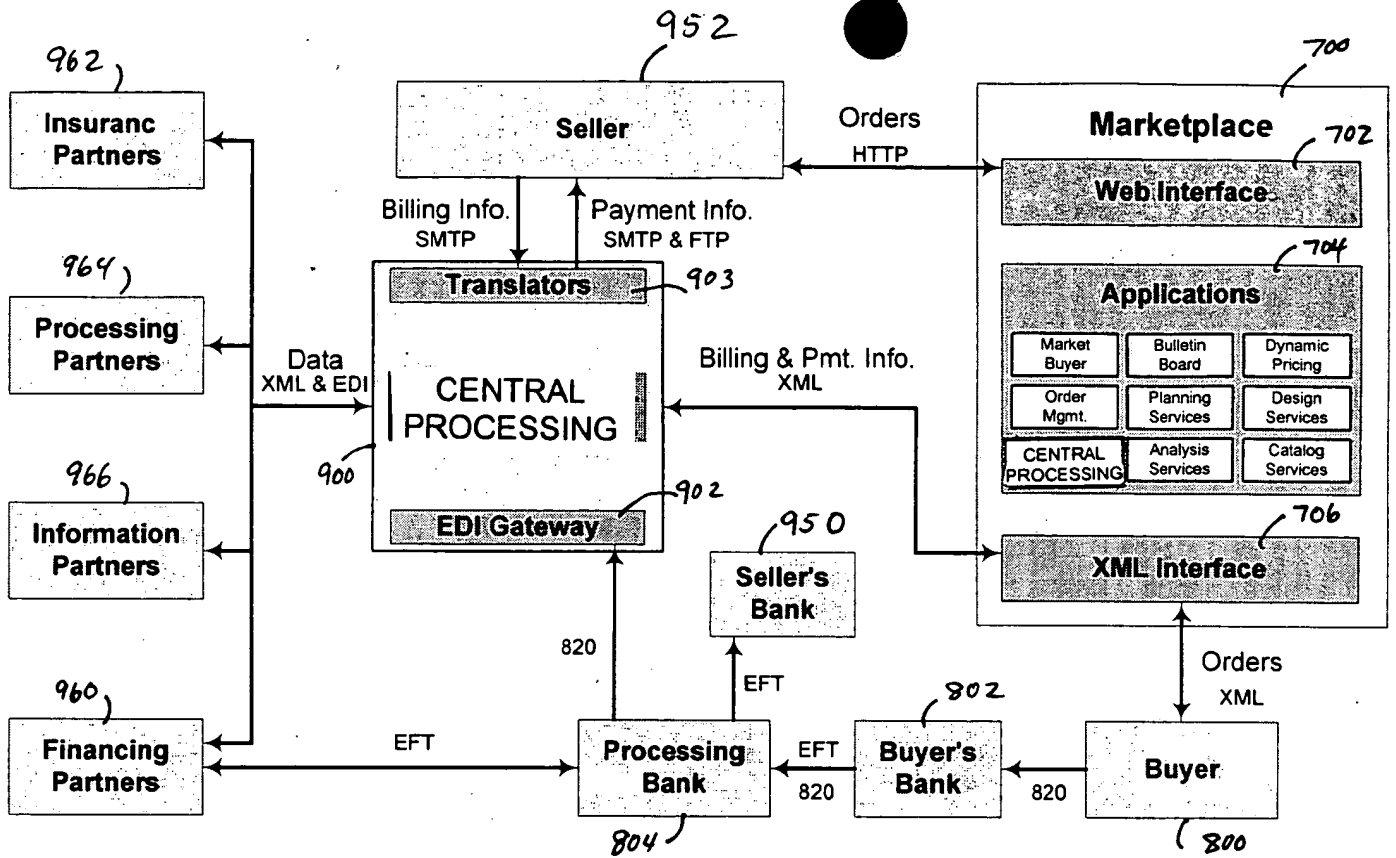 952
700
962
Insuranc
Partners
Seller
Orders
HTTP
Marketplace
702
Web Interface
Billing Info.
SMTP
Payment Info.
SMTP & FTP
964
Processing
Partners
Translators
903
704
Applications
Market
Buyer
Bulletin
Board
Dynamic
Pricing
Order
Mgmt.
Planning
Services
Design
Services
CENTRAL
PROCESSING
Analysis
Services
Catalog
Services
Data
XML & EDI
CENTRAL
PROCESSING
Billing & Pmt. Info.
XML
900
902
EDI Gateway
966
Information
Partners
950
Seller's
Bank
706
XML Interface
820
EFT
Orders
XML
960
Financing
Partners
EFT
Processing
Bank
804
EFT
820
802
Buyer's
Bank
820
Buyer
800